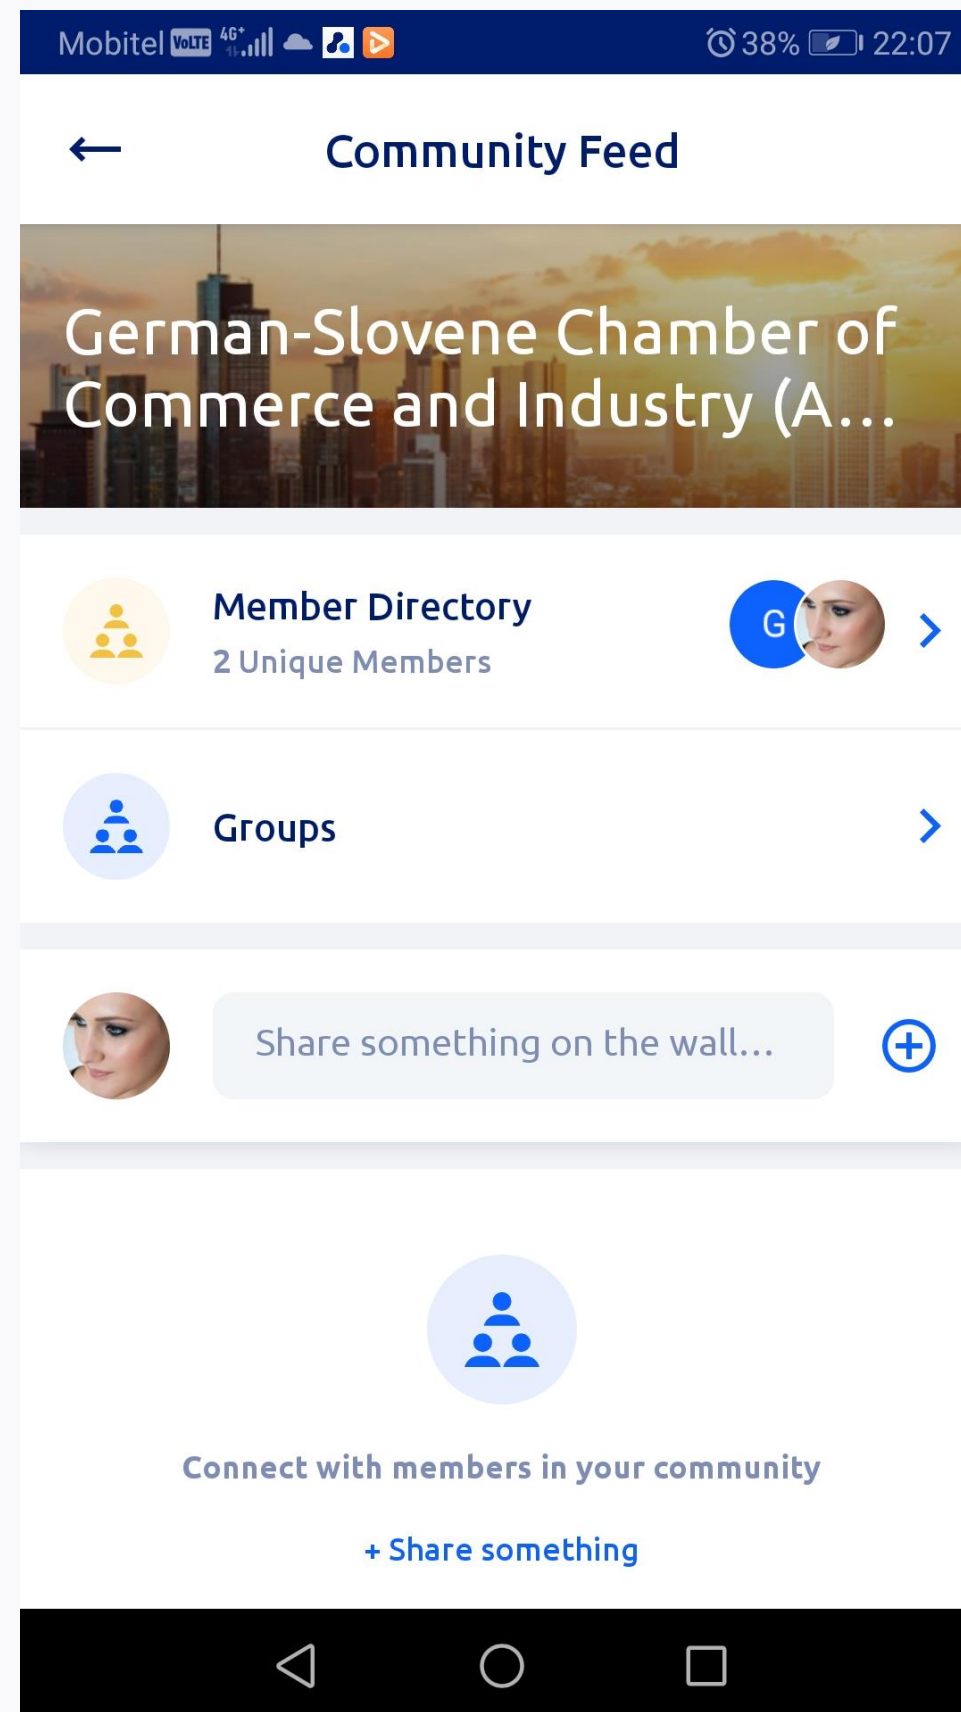 Mobitel VoLTE 4G+ 38% 22:07
Community Feed
German-Slovene Chamber of
Commerce and Industry (A...
Member Directory
2 Unique Members
G
Groups
Share something on the wall...
Connect with members in your community
+ Share something